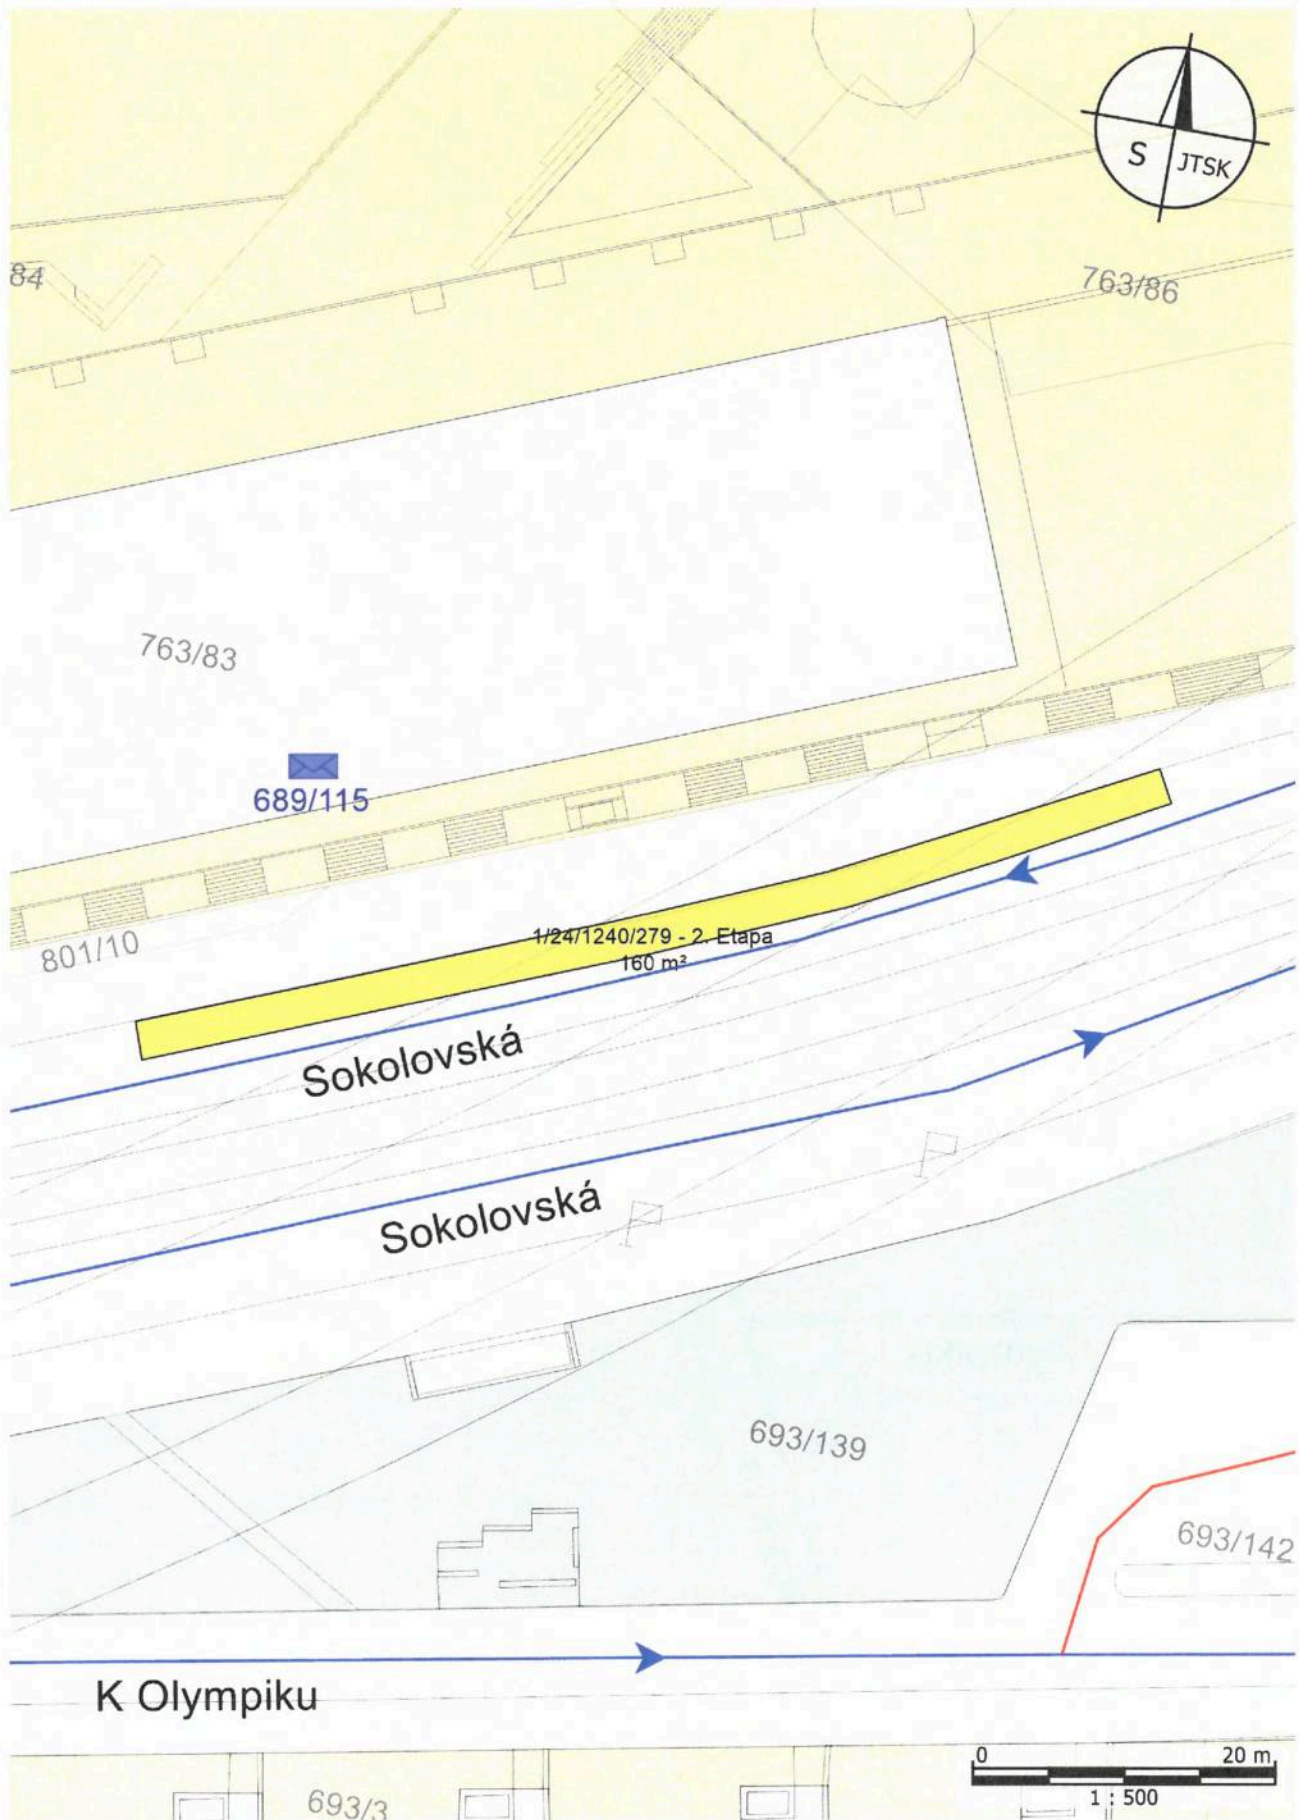 S JTSK
84
763/86
763/83
689/115
801/10
1/24/1240/279 - 2. Etapa
160 m²
Sokolovská
Sokolovská
693/139
693/142
K Olympiku
0 20 m
1 : 500
693/3